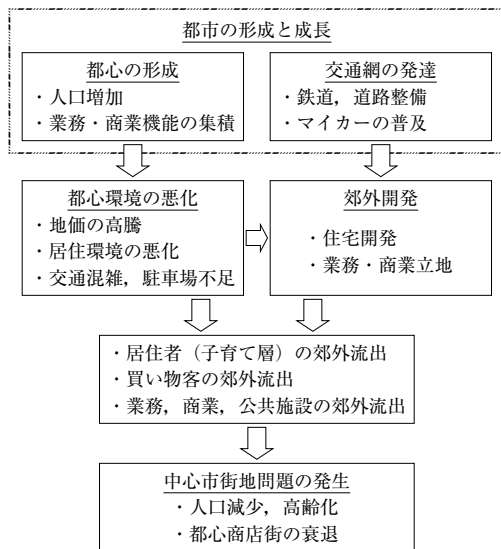 都市の形成と成長
都心の形成
・人口増加
・業務・商業機能の集積
交通網の発達
・鉄道，道路整備
・マイカーの普及
都心環境の悪化
・地価の高騰
・居住環境の悪化
・交通混雑，駐車場不足
郊外開発
・住宅開発
・業務・商業立地
・居住者（子育て層）の郊外流出
・買い物客の郊外流出
・業務，商業，公共施設の郊外流出
中心市街地問題の発生
・人口減少，高齢化
・都心商店街の衰退